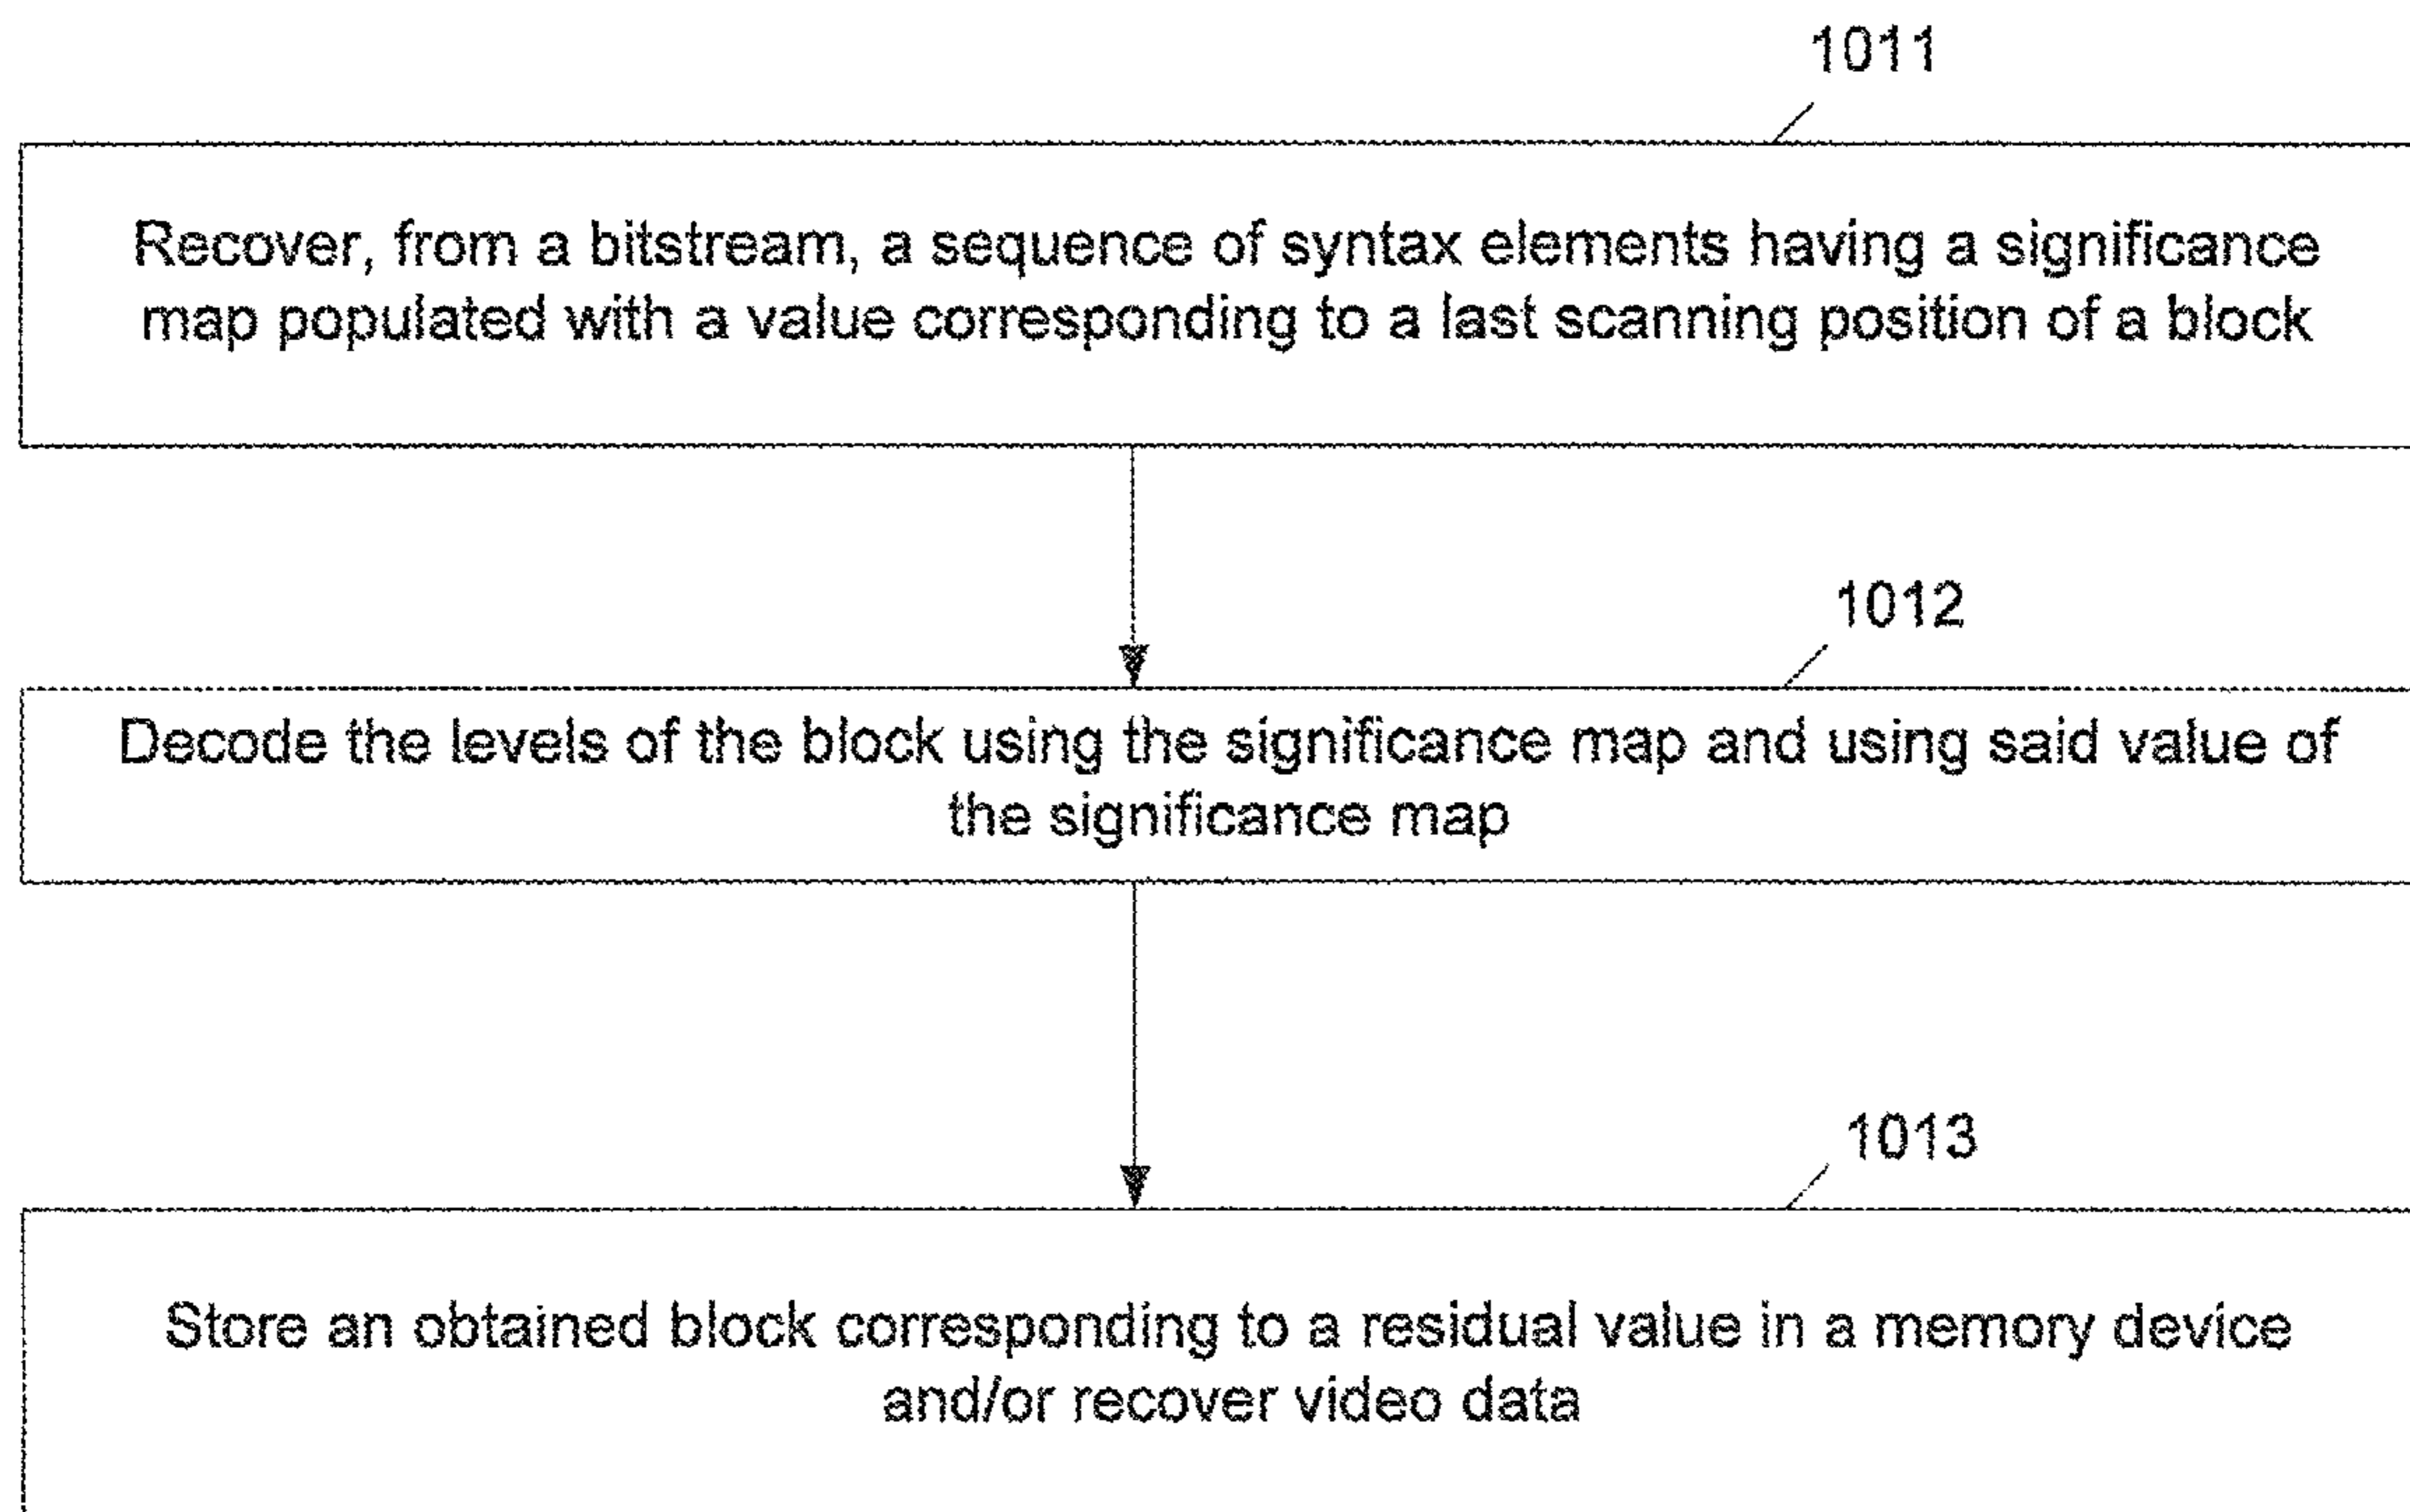 1011
Recover, from a bitstream, a sequence of syntax elements having a significance
map populated with a value corresponding to a last scanning position of a block
1012
Decode the levels of the block using the significance map and using said value of
the significance map
1013
Store an obtained block corresponding to a residual value in a memory device
and/or recover video data